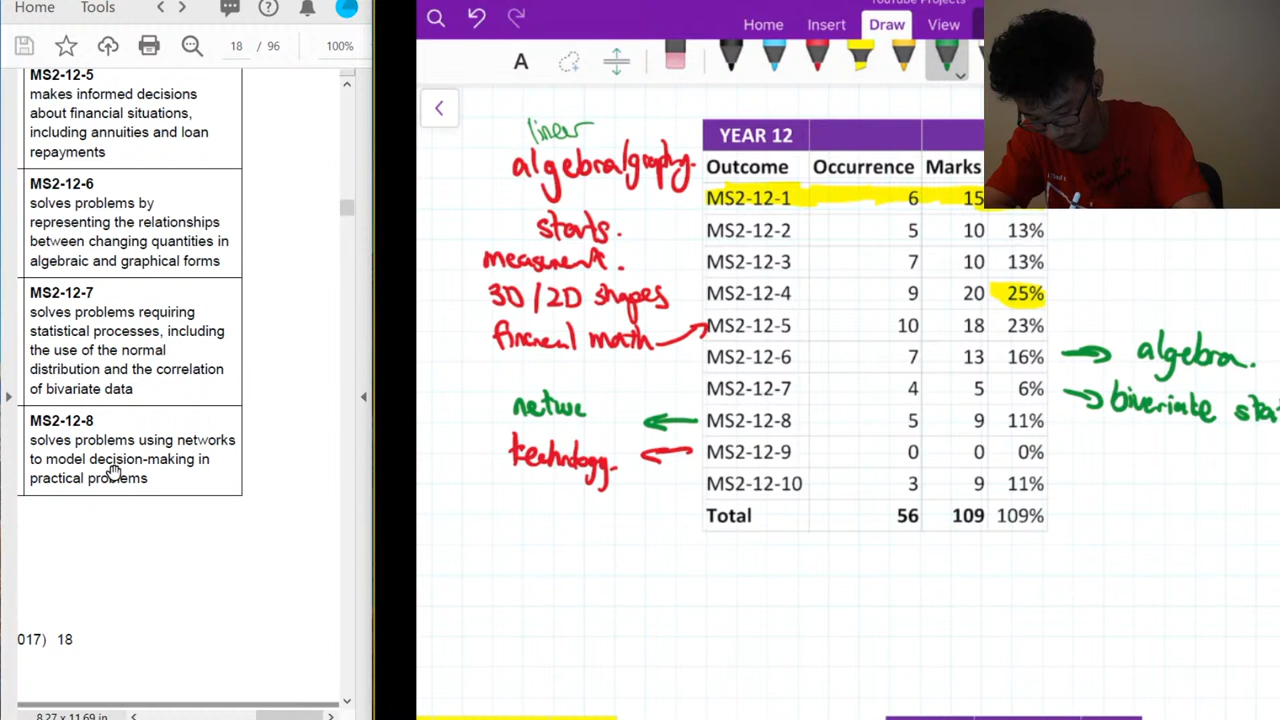 Home Tools
18 / 96 100%
MS2-12-5
makes informed decisions
about financial situations,
including annuities and loan
repayments
MS2-12-6
solves problems by
representing the relationships
between changing quantities in
algebraic and graphical forms
MS2-12-7
solves problems requiring
statistical processes, including
the use of the normal
distribution and the correlation
of bivariate data
MS2-12-8
solves problems using networks
to model decision-making in
practical problems
017) 18
8.27 x 11.69 in
YouTube Projects
Home Insert Draw View
A
linear
algebra/graphing.
starts.
measurement.
3D / 2D shapes
financial math
netwo
technology.
YEAR 12
Outcome Occurrence Marks
MS2-12-1 6 15
MS2-12-2 5 10 13%
MS2-12-3 7 10 13%
MS2-12-4 9 20 25%
MS2-12-5 10 18 23%
MS2-12-6 7 13 16%
MS2-12-7 4 5 6%
MS2-12-8 5 9 11%
MS2-12-9 0 0 0%
MS2-12-10 3 9 11%
Total 56 109 109%
algebra.
biveriate sta